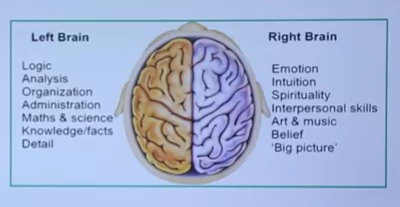 Left Brain
Logic
Analysis
Organization
Administration
Maths & science
Knowledge/facts
Detail
Right Brain
Emotion
Intuition
Spirituality
Interpersonal skills
Art & music
Belief
'Big picture'